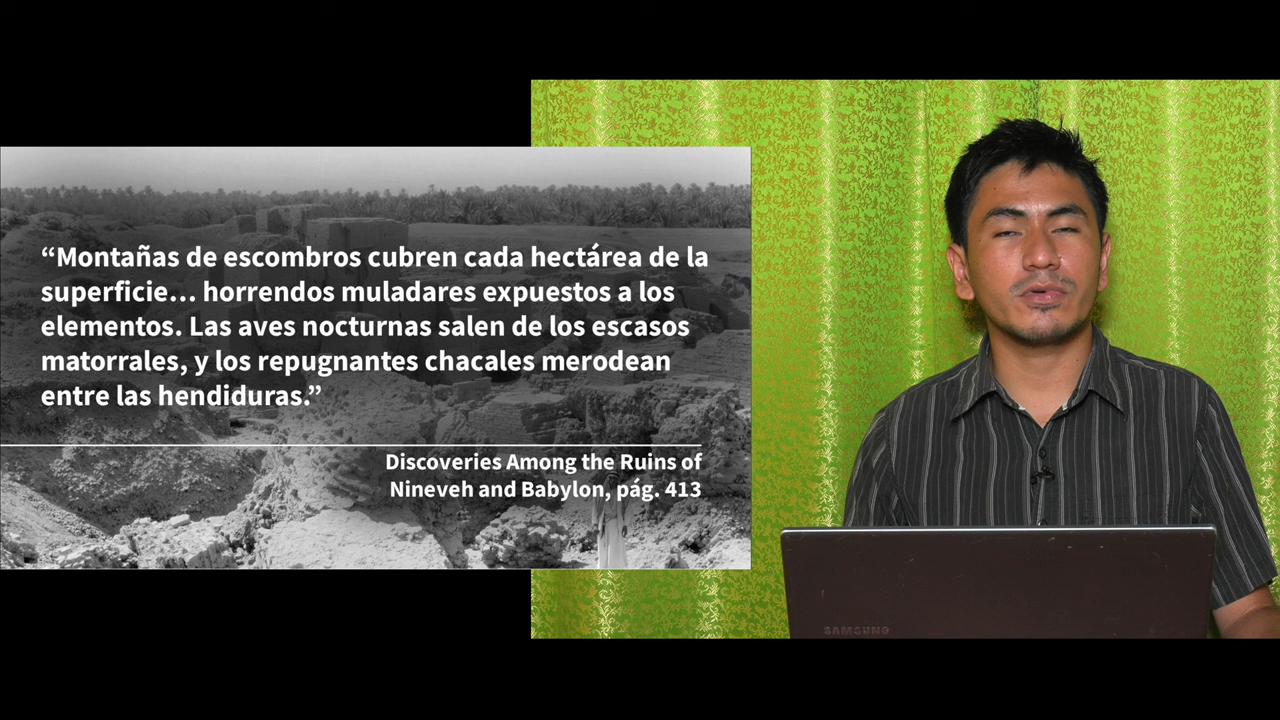 “Montañas de escombros cubren cada hectárea de la
superficie... horrendos muladares expuestos a los
elementos. Las aves nocturnas salen de los escasos
matorrales, y los repugnantes chacales merodean
entre las hendiduras.”
Discoveries Among the Ruins of
Nineveh and Babylon, pág. 413
SAMSUNG